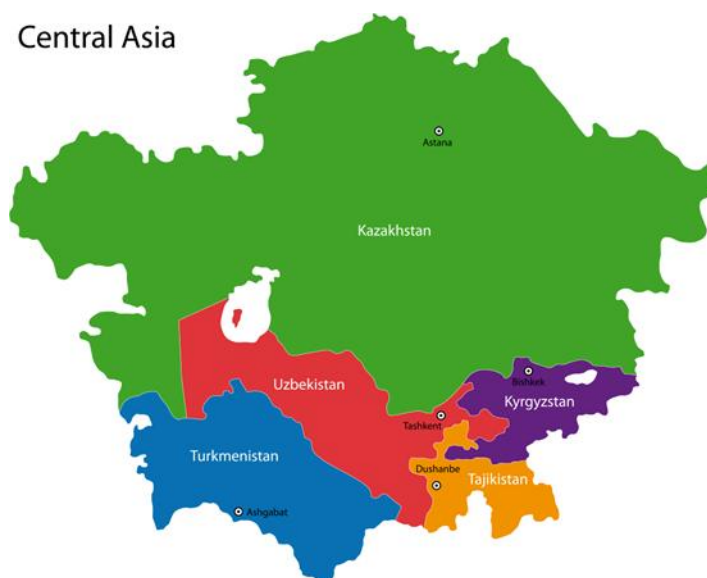 Central Asia
Astana
Kazakhstan
Bishkek
Uzbekistan
Kyrgyzstan
Tashkent
Turkmenistan
Dushanbe
Tajikistan
Ashgabat